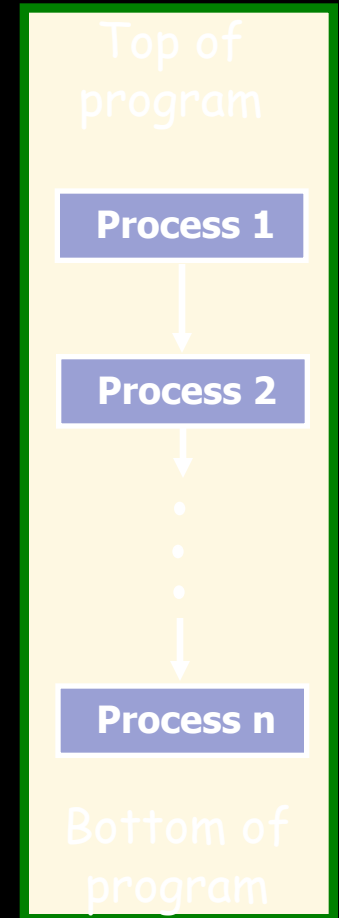 Top of
program
Process 1
Process 2
Process n
Bottom of
program